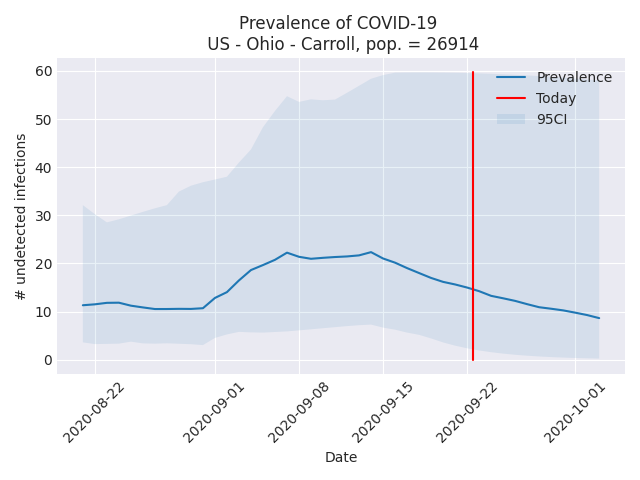 Prevalence of COVID-19
US - Ohio - Carroll, pop. = 26914
# undetected infections
60
50
40
30
20
10
0
Prevalence
Today
95CI
2020-08-22
2020-09-01
2020-09-08
2020-09-15
2020-09-22
2020-10-01
Date